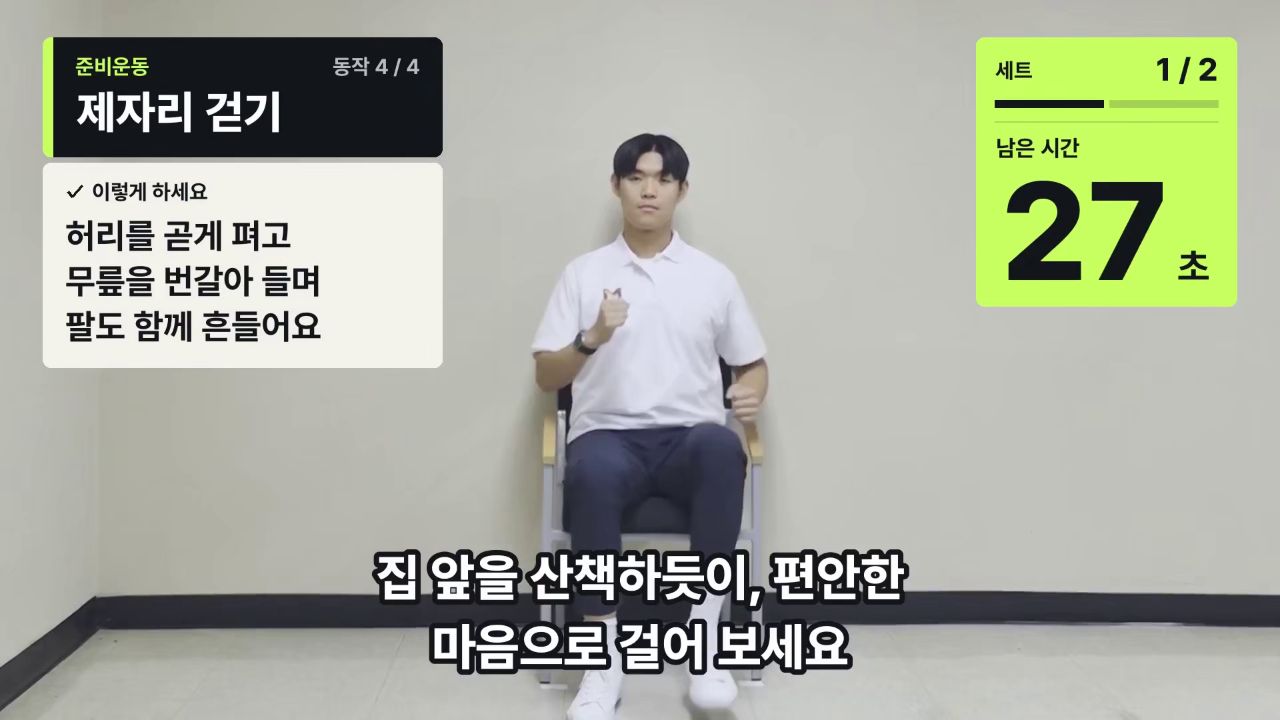 준비운동
동작 4 / 4
제자리 걷기
이렇게 하세요
허리를 곧게 펴고
무릎을 번갈아 들며
팔도 함께 흔들어요
세트
1 / 2
남은 시간
27 초
집 앞을 산책하듯이, 편안한
마음으로 걸어 보세요